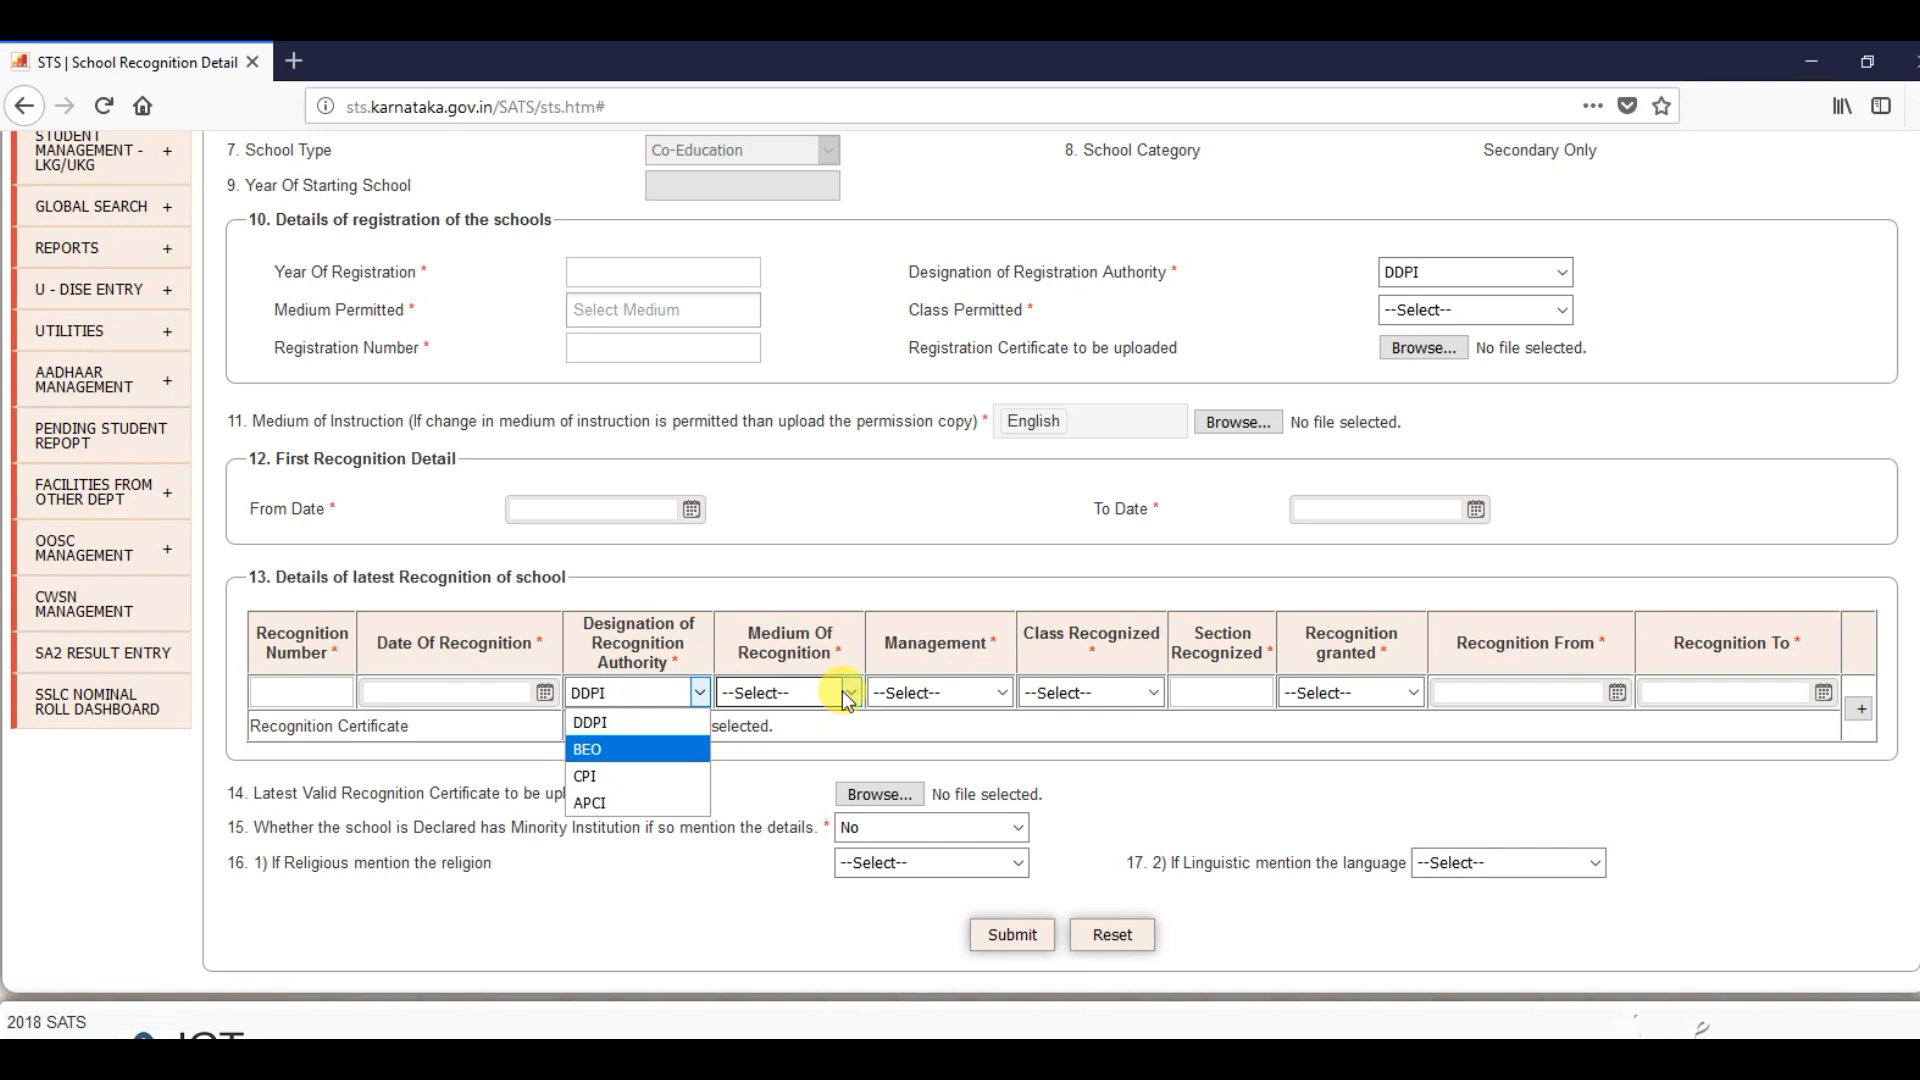 STS | School Recognition Detail
sts.karnataka.gov.in/SATS/sts.htm#
STUDENT
MANAGEMENT -
LKG/UKG
+
GLOBAL SEARCH +
REPORTS +
U - DISE ENTRY +
UTILITIES +
AADHAAR
MANAGEMENT
+
PENDING STUDENT
REPOPT
FACILITIES FROM
OTHER DEPT
+
OOSC
MANAGEMENT
+
CWSN
MANAGEMENT
SA2 RESULT ENTRY
SSLC NOMINAL
ROLL DASHBOARD
7. School Type Co-Education 8. School Category Secondary Only
9. Year Of Starting School
10. Details of registration of the schools
Year Of Registration * Designation of Registration Authority * DDPI
Medium Permitted * Select Medium Class Permitted * --Select--
Registration Number * Registration Certificate to be uploaded Browse... No file selected.
11. Medium of Instruction (If change in medium of instruction is permitted than upload the permission copy) * English Browse... No file selected.
12. First Recognition Detail
From Date * To Date *
13. Details of latest Recognition of school
Recognition
Number *
Date Of Recognition *
Designation of
Recognition
Authority *
Medium Of
Recognition *
Management *
Class Recognized
*
Section
Recognized *
Recognition
granted *
Recognition From *
Recognition To *
DDPI --Select-- --Select-- --Select-- --Select--
+
Recognition Certificate selected.
DDPI
BEO
CPI
APCI
14. Latest Valid Recognition Certificate to be upl Browse... No file selected.
15. Whether the school is Declared has Minority Institution if so mention the details. * No
16. 1) If Religious mention the religion --Select-- 17. 2) If Linguistic mention the language --Select--
Submit Reset
2018 SATS